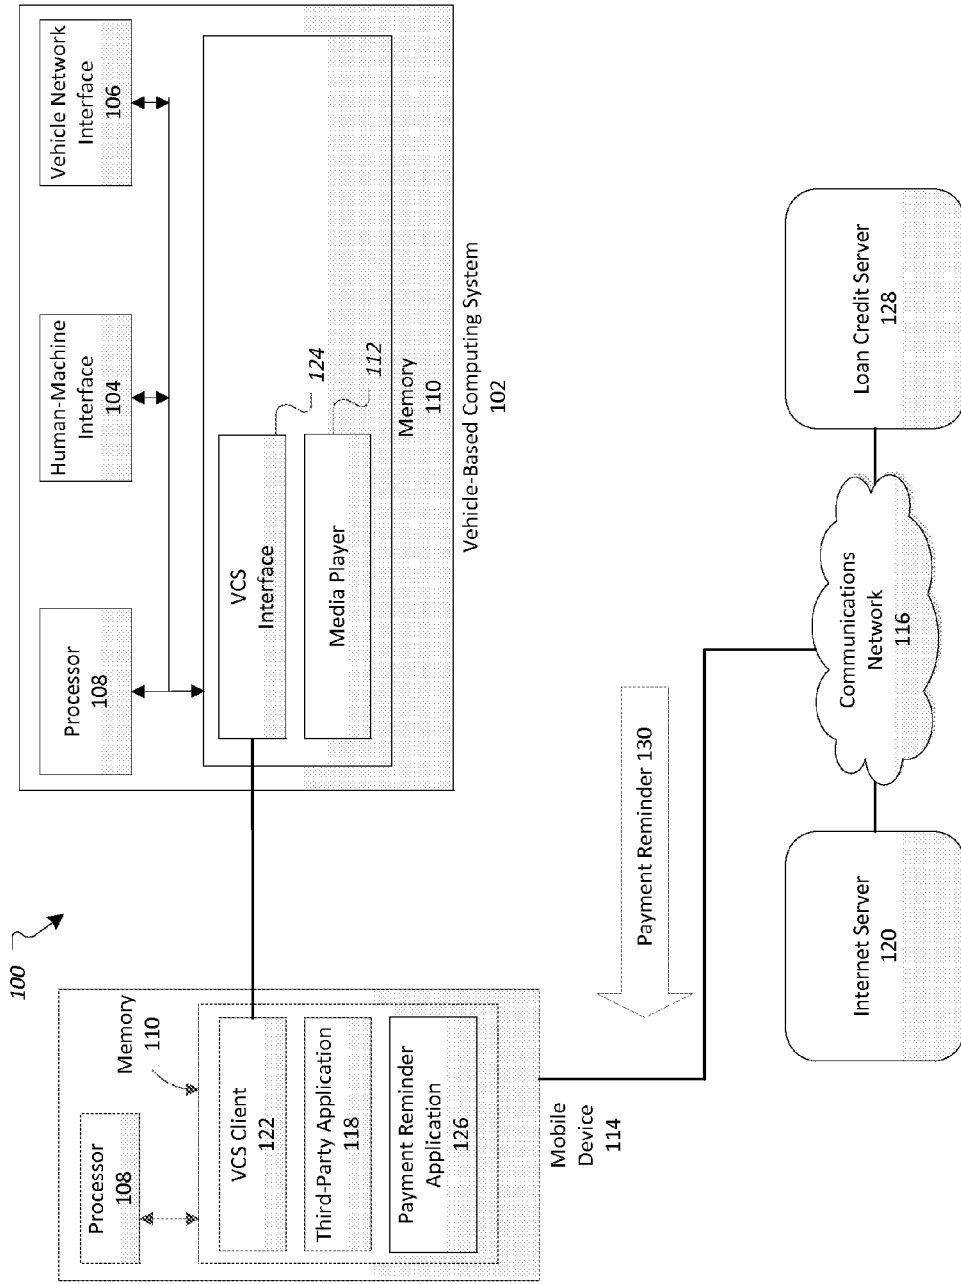 100
Processor
108
Memory
110
VCS Client
122
Third-Party Application
118
Payment Reminder
Application
126
Mobile
Device
114
Processor
108
Human-Machine
Interface
104
Vehicle Network
Interface
106
VCS
Interface
124
Media Player
112
Memory
110
Vehicle-Based Computing System
102
Payment Reminder 130
Internet Server
120
Communications
Network
116
Loan Credit Server
128